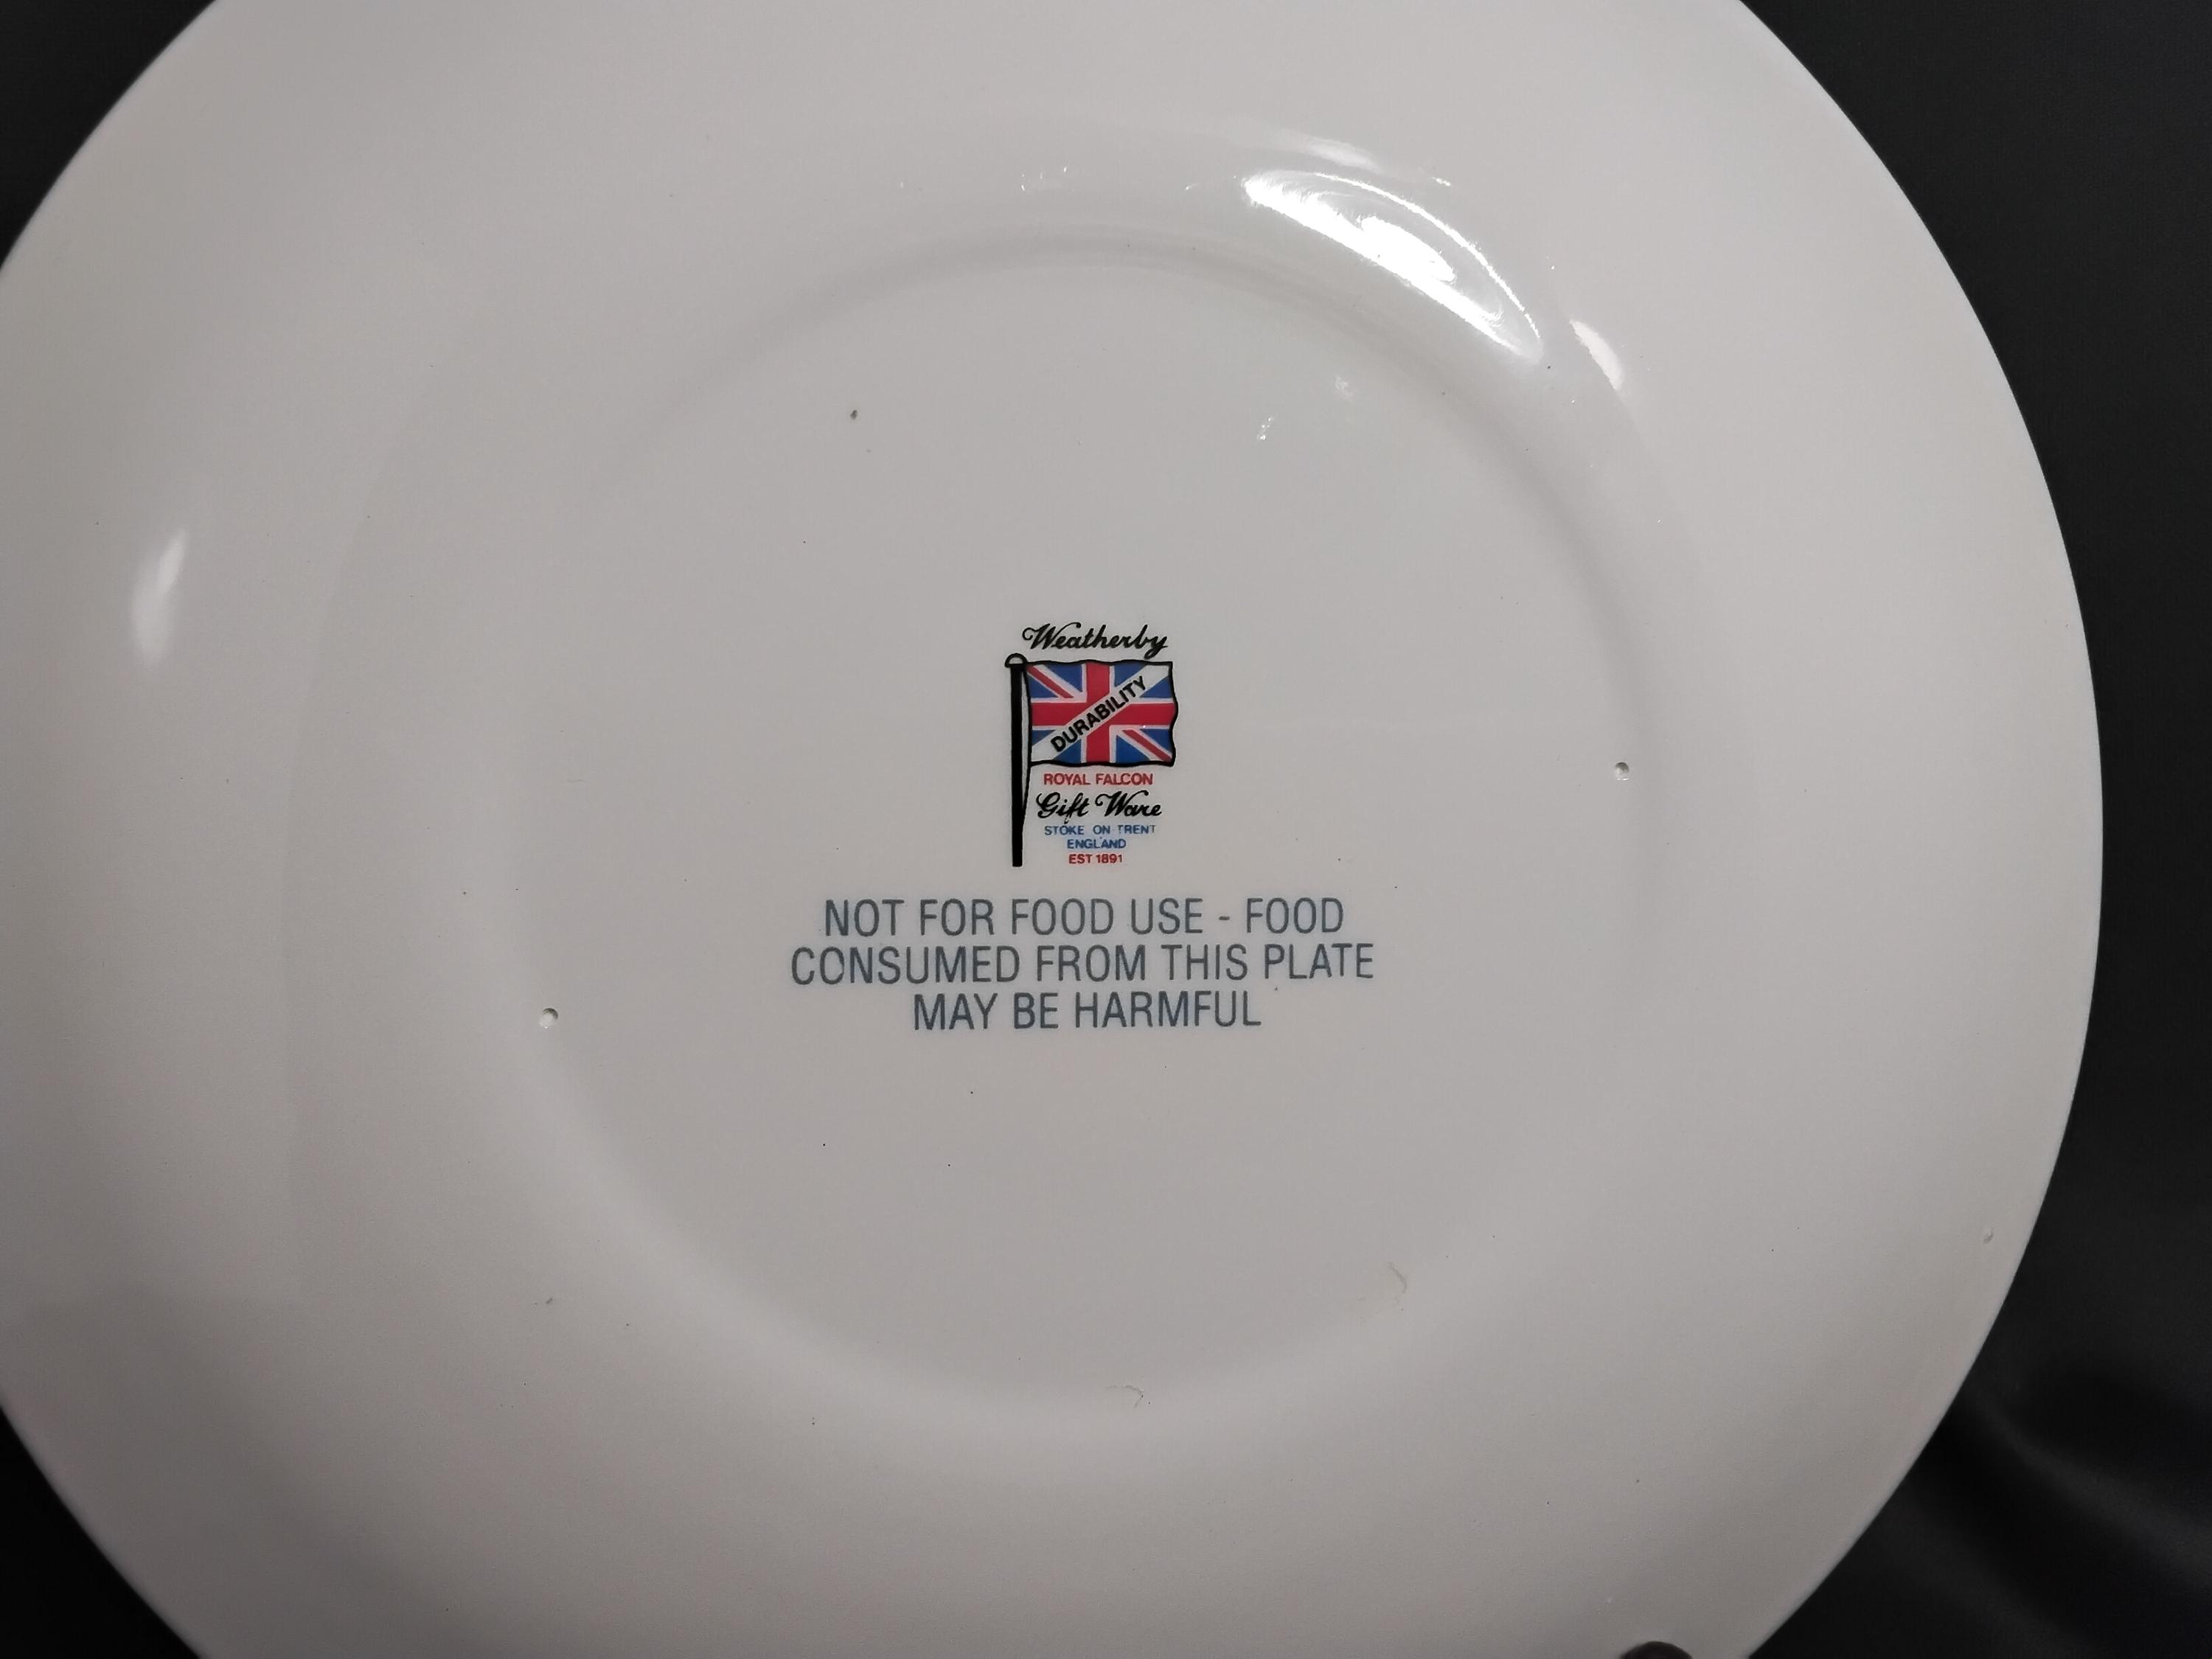 Weatherby
DURABILITY
ROYAL FALCON
Gift Ware
STOKE ON TRENT
ENGLAND
EST 1891
NOT FOR FOOD USE - FOOD
CONSUMED FROM THIS PLATE
MAY BE HARMFUL